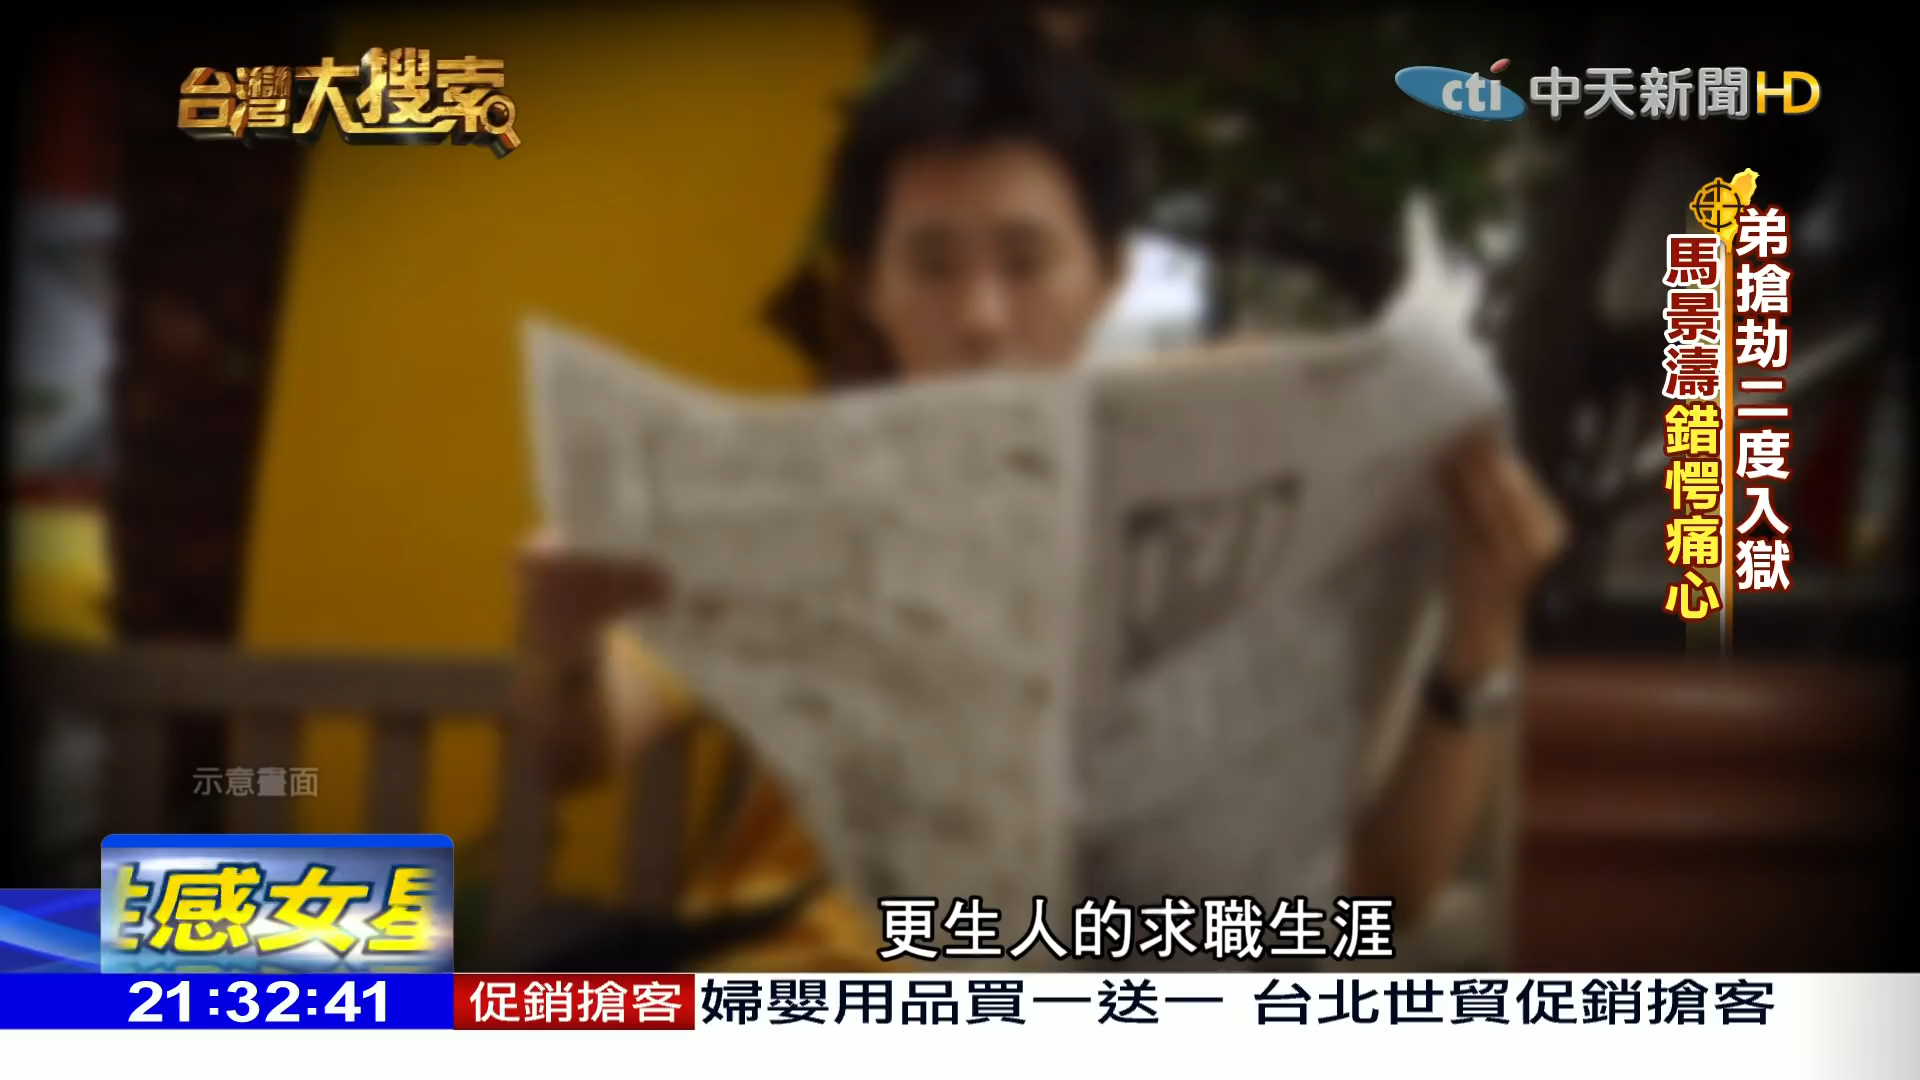 台灣大搜索
cti 中天新聞HD
弟搶劫二度入獄
馬景濤錯愕痛心
示意畫面
感女星
更生人的求職生涯
21:32:41
促銷搶客
婦嬰用品買一送一 台北世貿促銷搶客